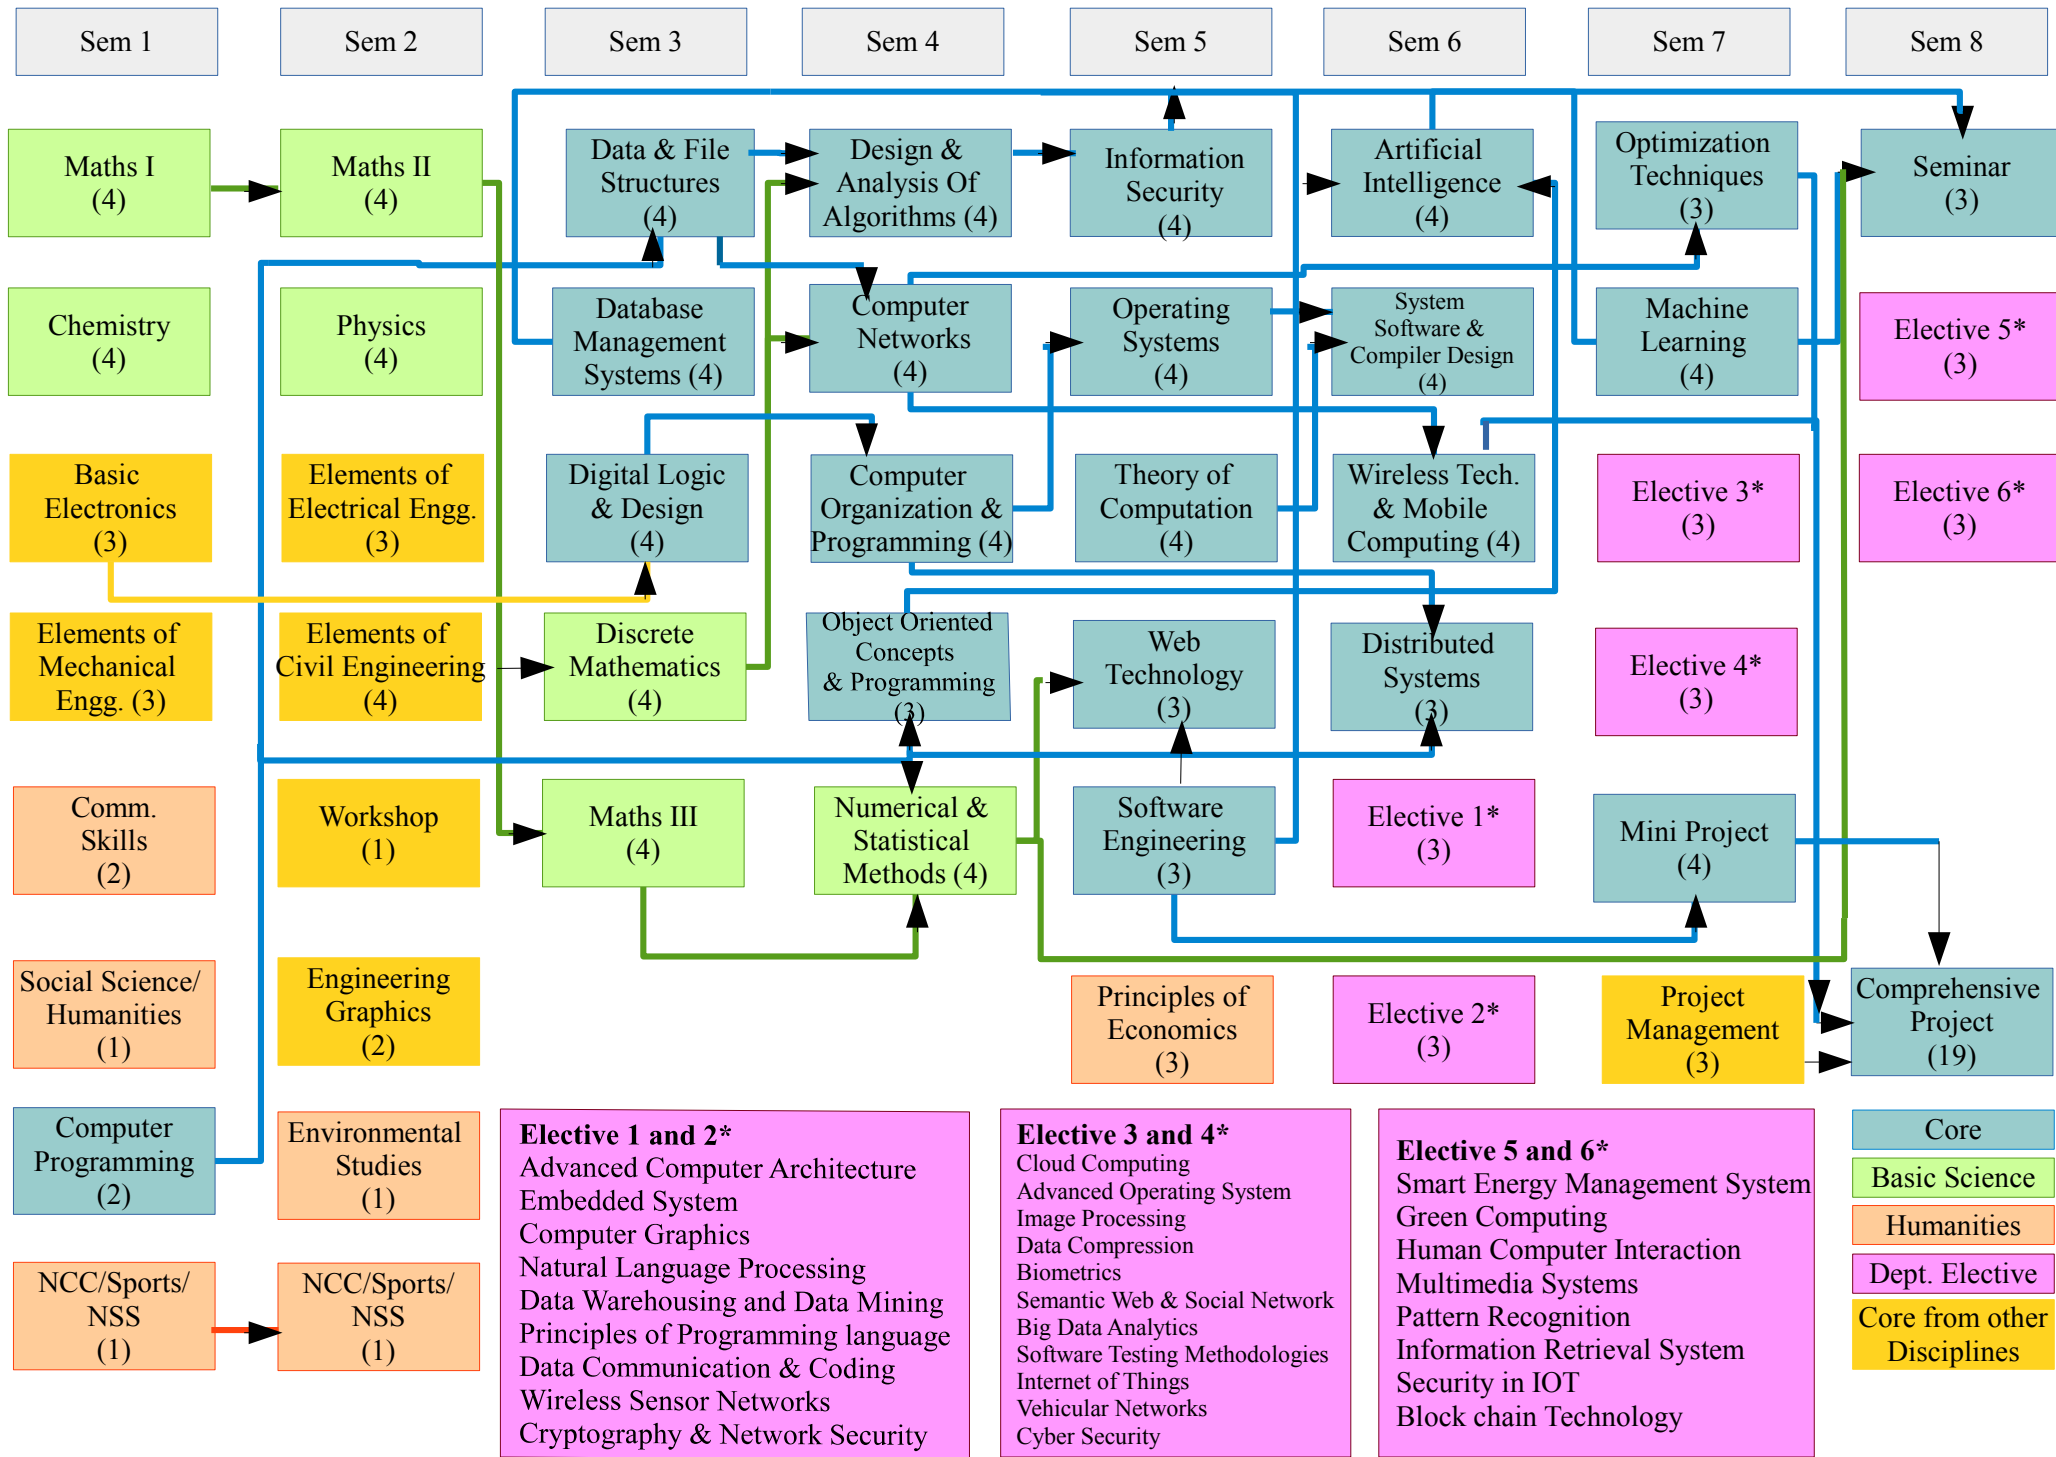 Sem 1
Sem 2
Sem 3
Sem 4
Sem 5
Sem 6
Sem 7
Sem 8
Maths I
(4)
Maths II
(4)
Data & File
Structures
(4)
Design &
Analysis Of
Algorithms (4)
Information
Security
(4)
Artificial
Intelligence
(4)
Optimization
Techniques
(3)
Seminar
(3)
Chemistry
(4)
Physics
(4)
Database
Management
Systems (4)
Computer
Networks
(4)
Operating
Systems
(4)
System
Software &
Compiler Design
(4)
Machine
Learning
(4)
Elective 5*
(3)
Basic
Electronics
(3)
Elements of
Electrical Engg.
(3)
Digital Logic
& Design
(4)
Computer
Organization &
Programming (4)
Theory of
Computation
(4)
Wireless Tech.
& Mobile
Computing (4)
Elective 3*
(3)
Elective 6*
(3)
Elements of
Mechanical
Engg. (3)
Elements of
Civil Engineering
(4)
Discrete
Mathematics
(4)
Object Oriented
Concepts
& Programming
(3)
Web
Technology
(3)
Distributed
Systems
(3)
Elective 4*
(3)
Comm.
Skills
(2)
Workshop
(1)
Maths III
(4)
Numerical &
Statistical
Methods (4)
Software
Engineering
(3)
Elective 1*
(3)
Mini Project
(4)
Social Science/
Humanities
(1)
Engineering
Graphics
(2)
Principles of
Economics
(3)
Elective 2*
(3)
Project
Management
(3)
Comprehensive
Project
(19)
Computer
Programming
(2)
Environmental
Studies
(1)
NCC/Sports/
NSS
(1)
NCC/Sports/
NSS
(1)
Elective 1 and 2*
Advanced Computer Architecture
Embedded System
Computer Graphics
Natural Language Processing
Data Warehousing and Data Mining
Principles of Programming language
Data Communication & Coding
Wireless Sensor Networks
Cryptography & Network Security
Elective 3 and 4*
Cloud Computing
Advanced Operating System
Image Processing
Data Compression
Biometrics
Semantic Web & Social Network
Big Data Analytics
Software Testing Methodologies
Internet of Things
Vehicular Networks
Cyber Security
Elective 5 and 6*
Smart Energy Management System
Green Computing
Human Computer Interaction
Multimedia Systems
Pattern Recognition
Information Retrieval System
Security in IOT
Block chain Technology
Core
Basic Science
Humanities
Dept. Elective
Core from other
Disciplines